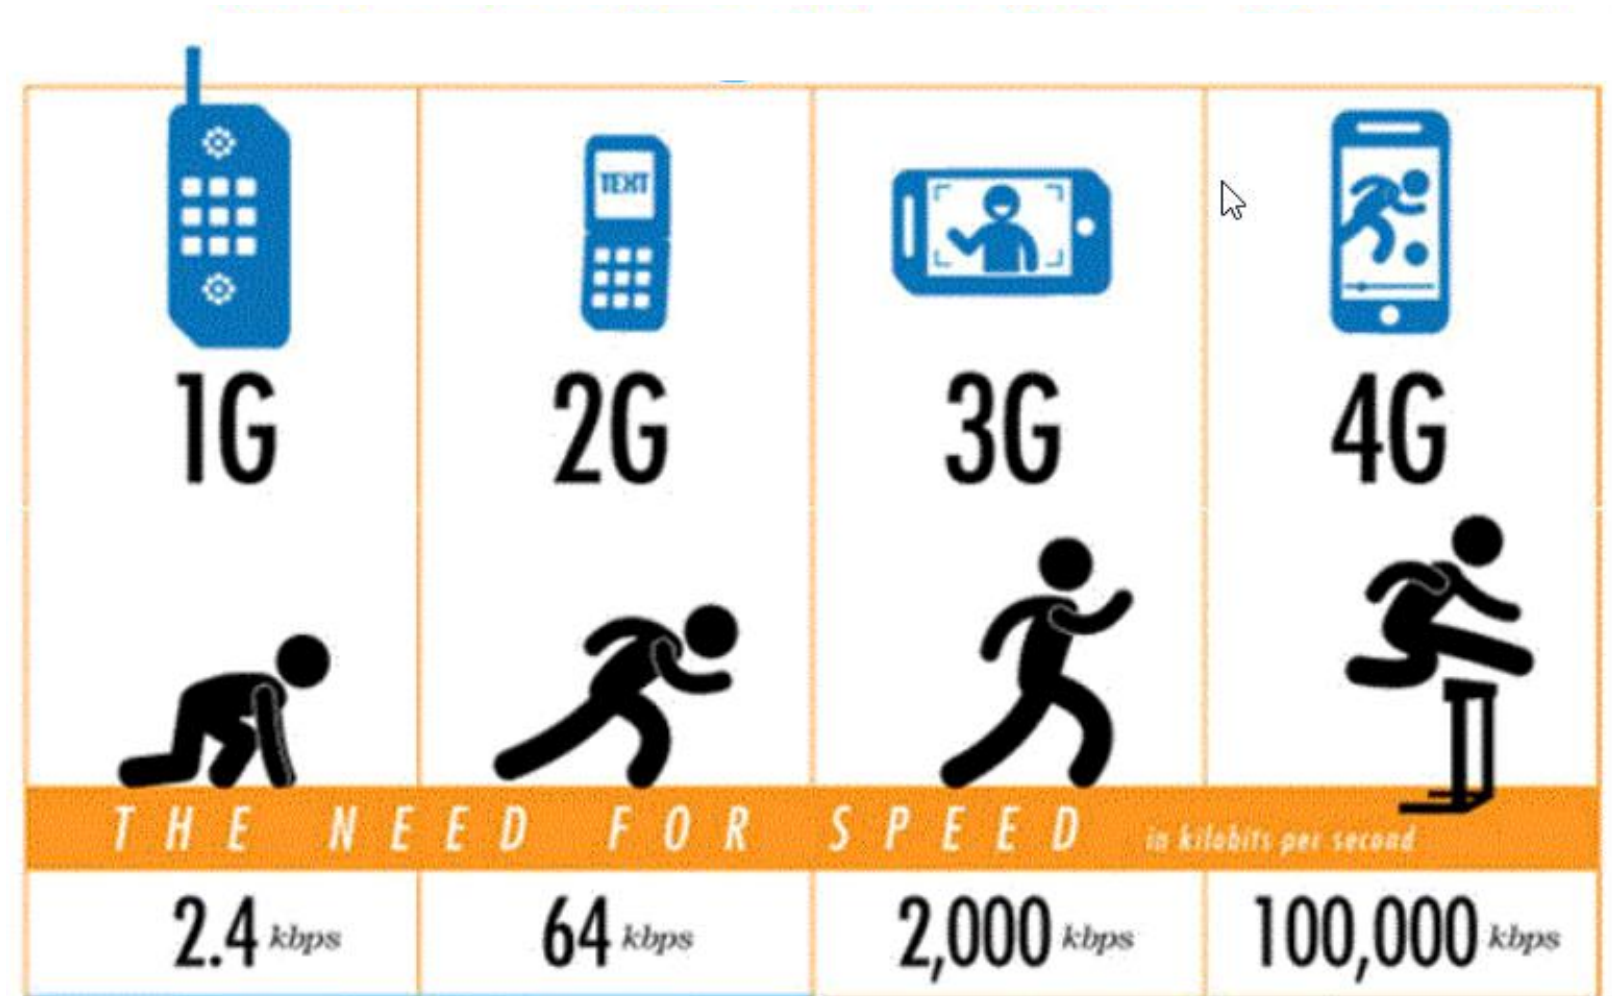 TEXT
1G 2G 3G 4G
THE NEED FOR SPEED in kilobits per second
2.4 kbps 64 kbps 2,000 kbps 100,000 kbps